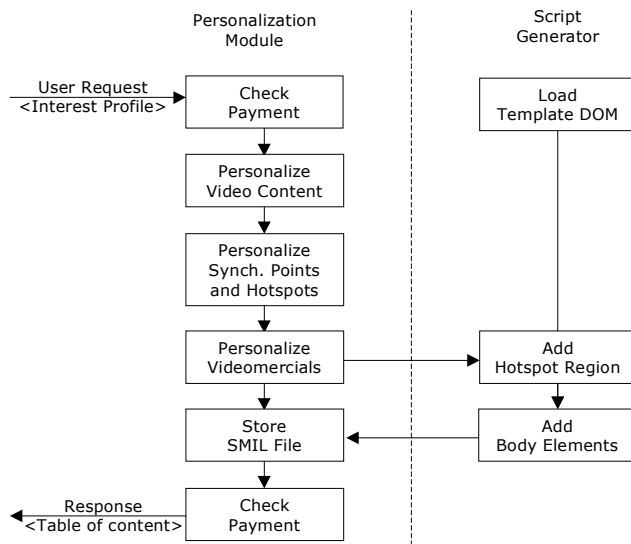 Personalization
Module
Script
Generator
User Request
<Interest Profile>
Check
Payment
Load
Template DOM
Personalize
Video Content
Personalize
Synch. Points
and Hotspots
Personalize
Videomercials
Add
Hotspot Region
Store
SMIL File
Add
Body Elements
Response
<Table of content>
Check
Payment